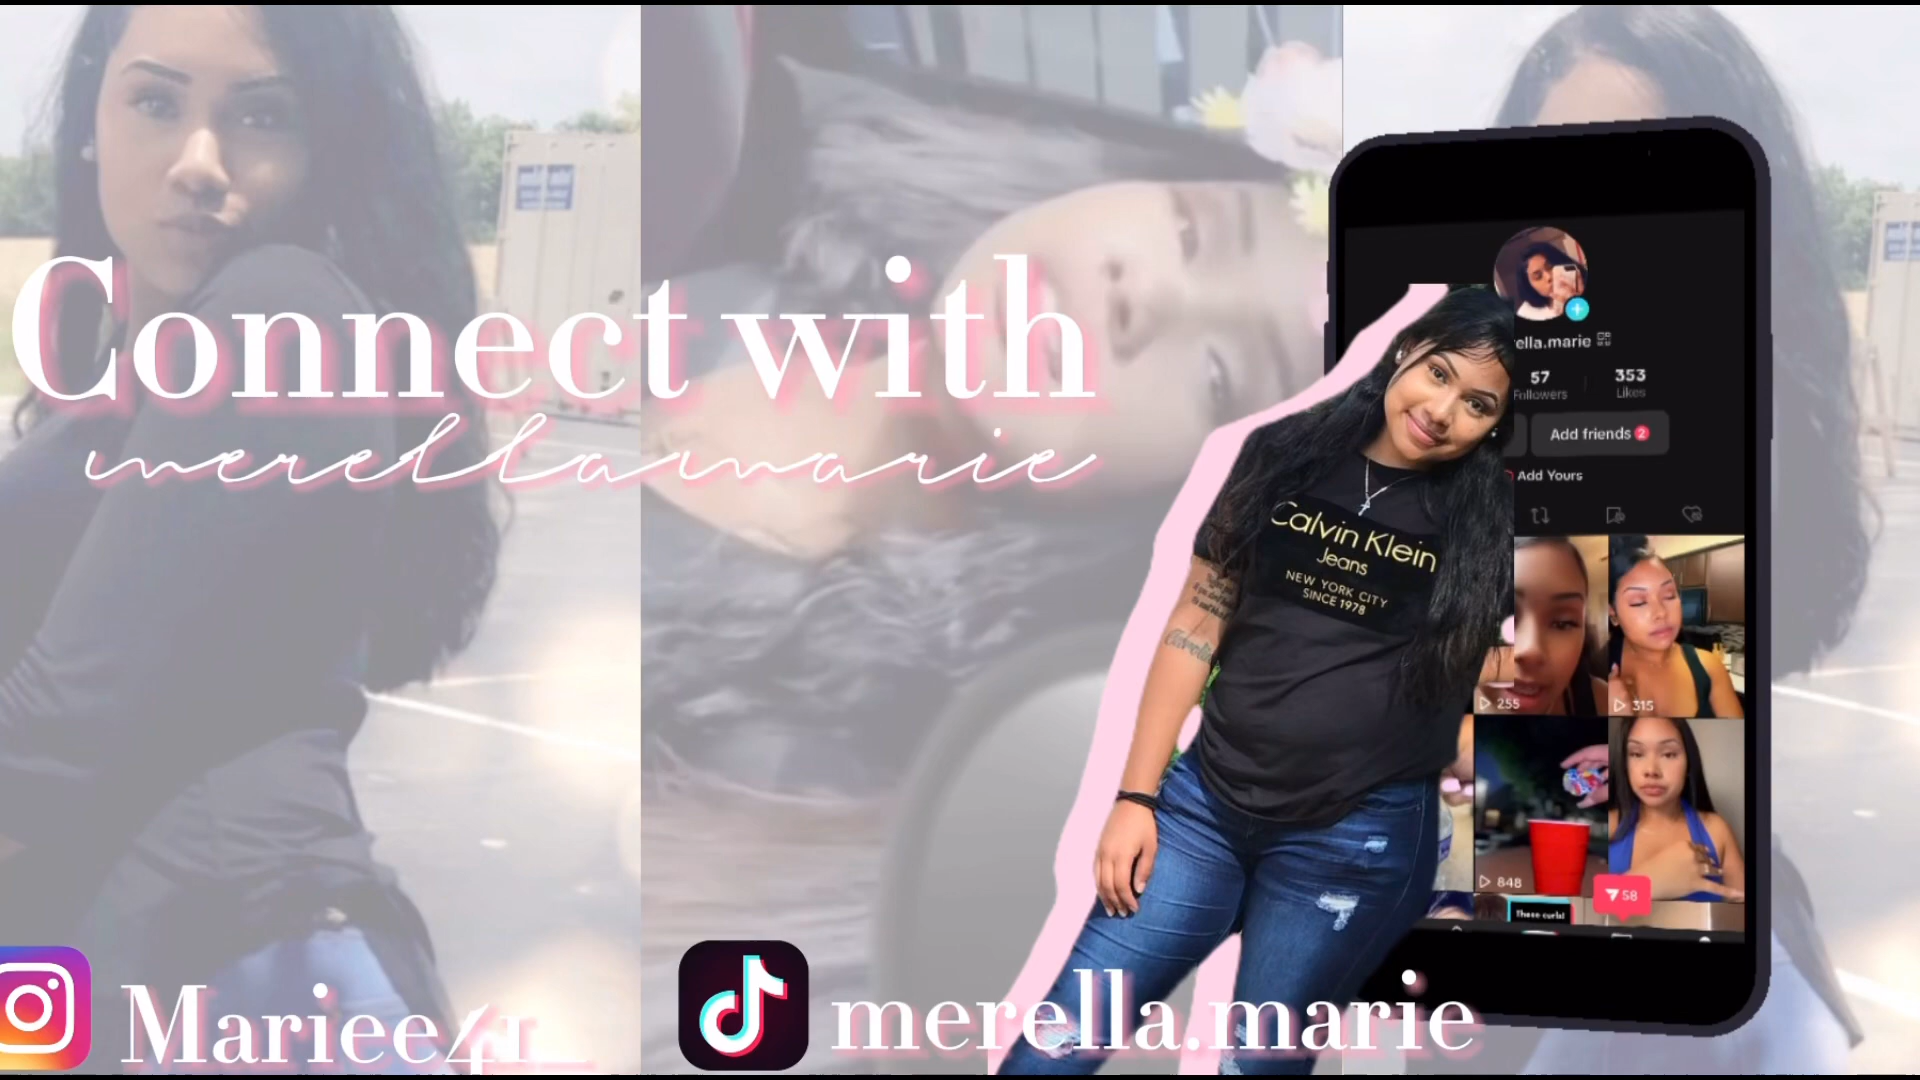 Connect with
merellamarie
ella.marie
57
Followers
353
Likes
Add friends 2
Add Yours
Calvin Klein
Jeans
NEW YORK CITY
SINCE 1978
255
315
848
58
These curls!
merella.marie